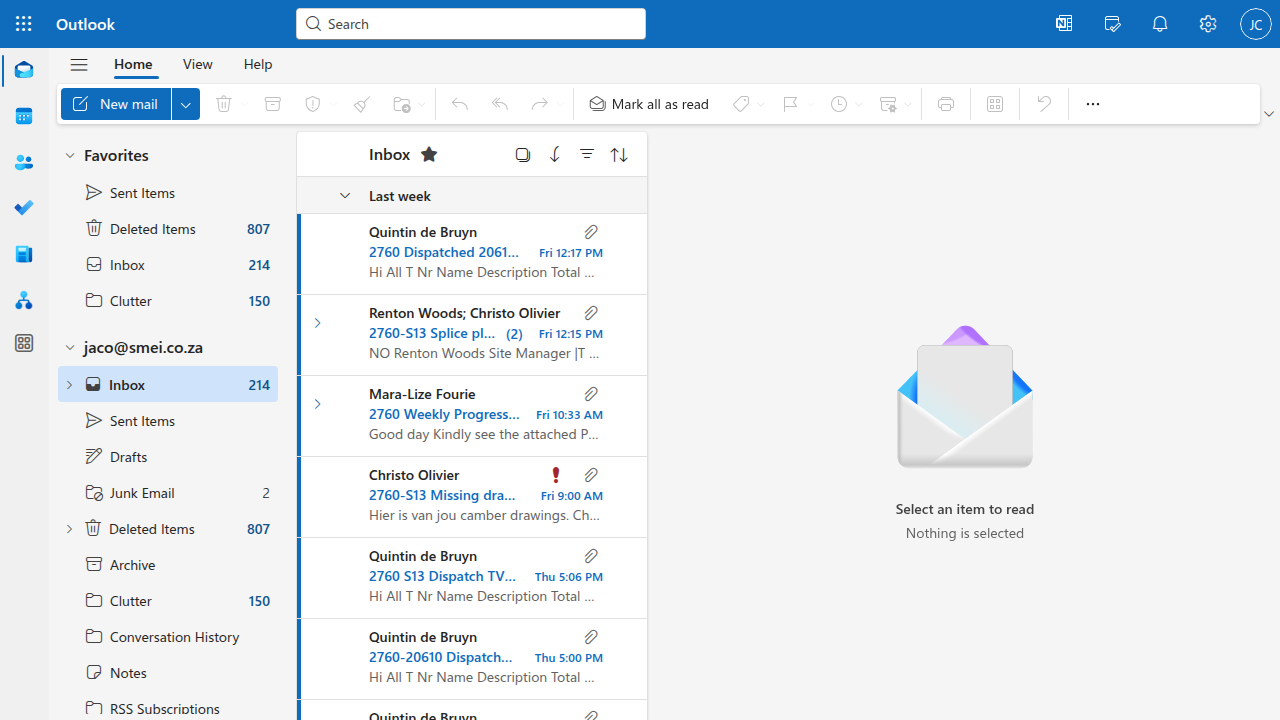 Outlook
Search
JC
Home
View
Help
New mail
Mark all as read
Favorites
Sent Items
Deleted Items 807
Inbox 214
Clutter 150
jaco@smei.co.za
Inbox 214
Sent Items
Drafts
Junk Email 2
Deleted Items 807
Archive
Clutter 150
Conversation History
Notes
RSS Subscriptions
Inbox
Last week
Quintin de Bruyn
2760 Dispatched 2061... Fri 12:17 PM
Hi All T Nr Name Description Total ...
Renton Woods; Christo Olivier
2760-S13 Splice pl... (2) Fri 12:15 PM
NO Renton Woods Site Manager |T ...
Mara-Lize Fourie
2760 Weekly Progress... Fri 10:33 AM
Good day Kindly see the attached P...
Christo Olivier
2760-S13 Missing dra... Fri 9:00 AM
Hier is van jou camber drawings. Ch...
Quintin de Bruyn
2760 S13 Dispatch TV... Thu 5:06 PM
Hi All T Nr Name Description Total ...
Quintin de Bruyn
2760-20610 Dispatch... Thu 5:00 PM
Hi All T Nr Name Description Total ...
Quintin de Bruyn
Select an item to read
Nothing is selected